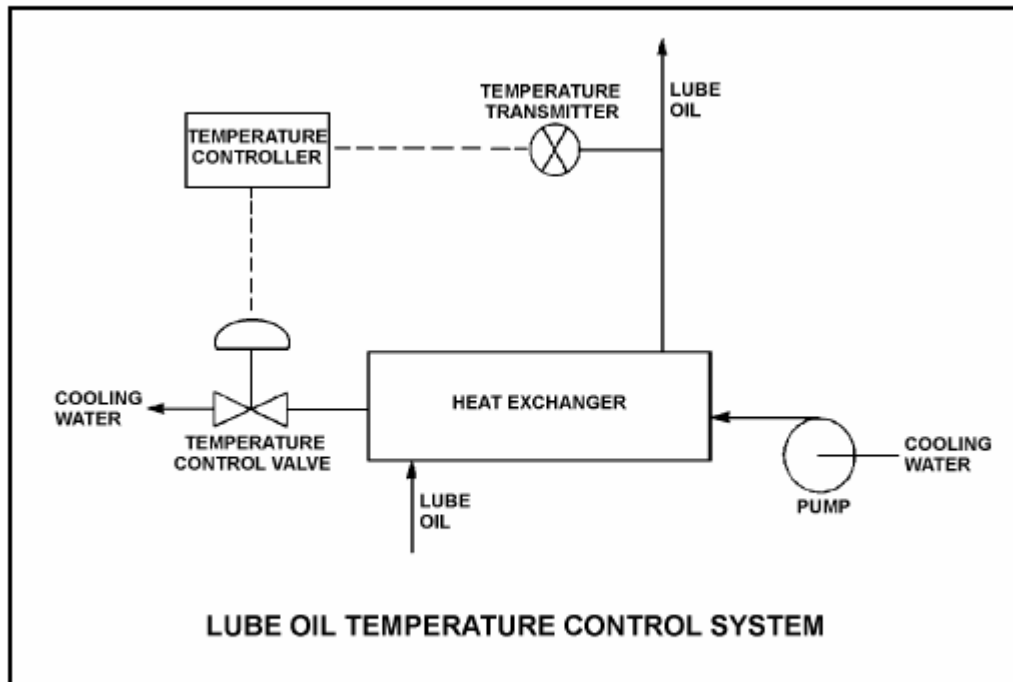 TEMPERATURE
TRANSMITTER
LUBE
OIL
TEMPERATURE
CONTROLLER
COOLING
WATER
TEMPERATURE
CONTROL VALVE
HEAT EXCHANGER
COOLING
WATER
PUMP
LUBE
OIL
LUBE OIL TEMPERATURE CONTROL SYSTEM